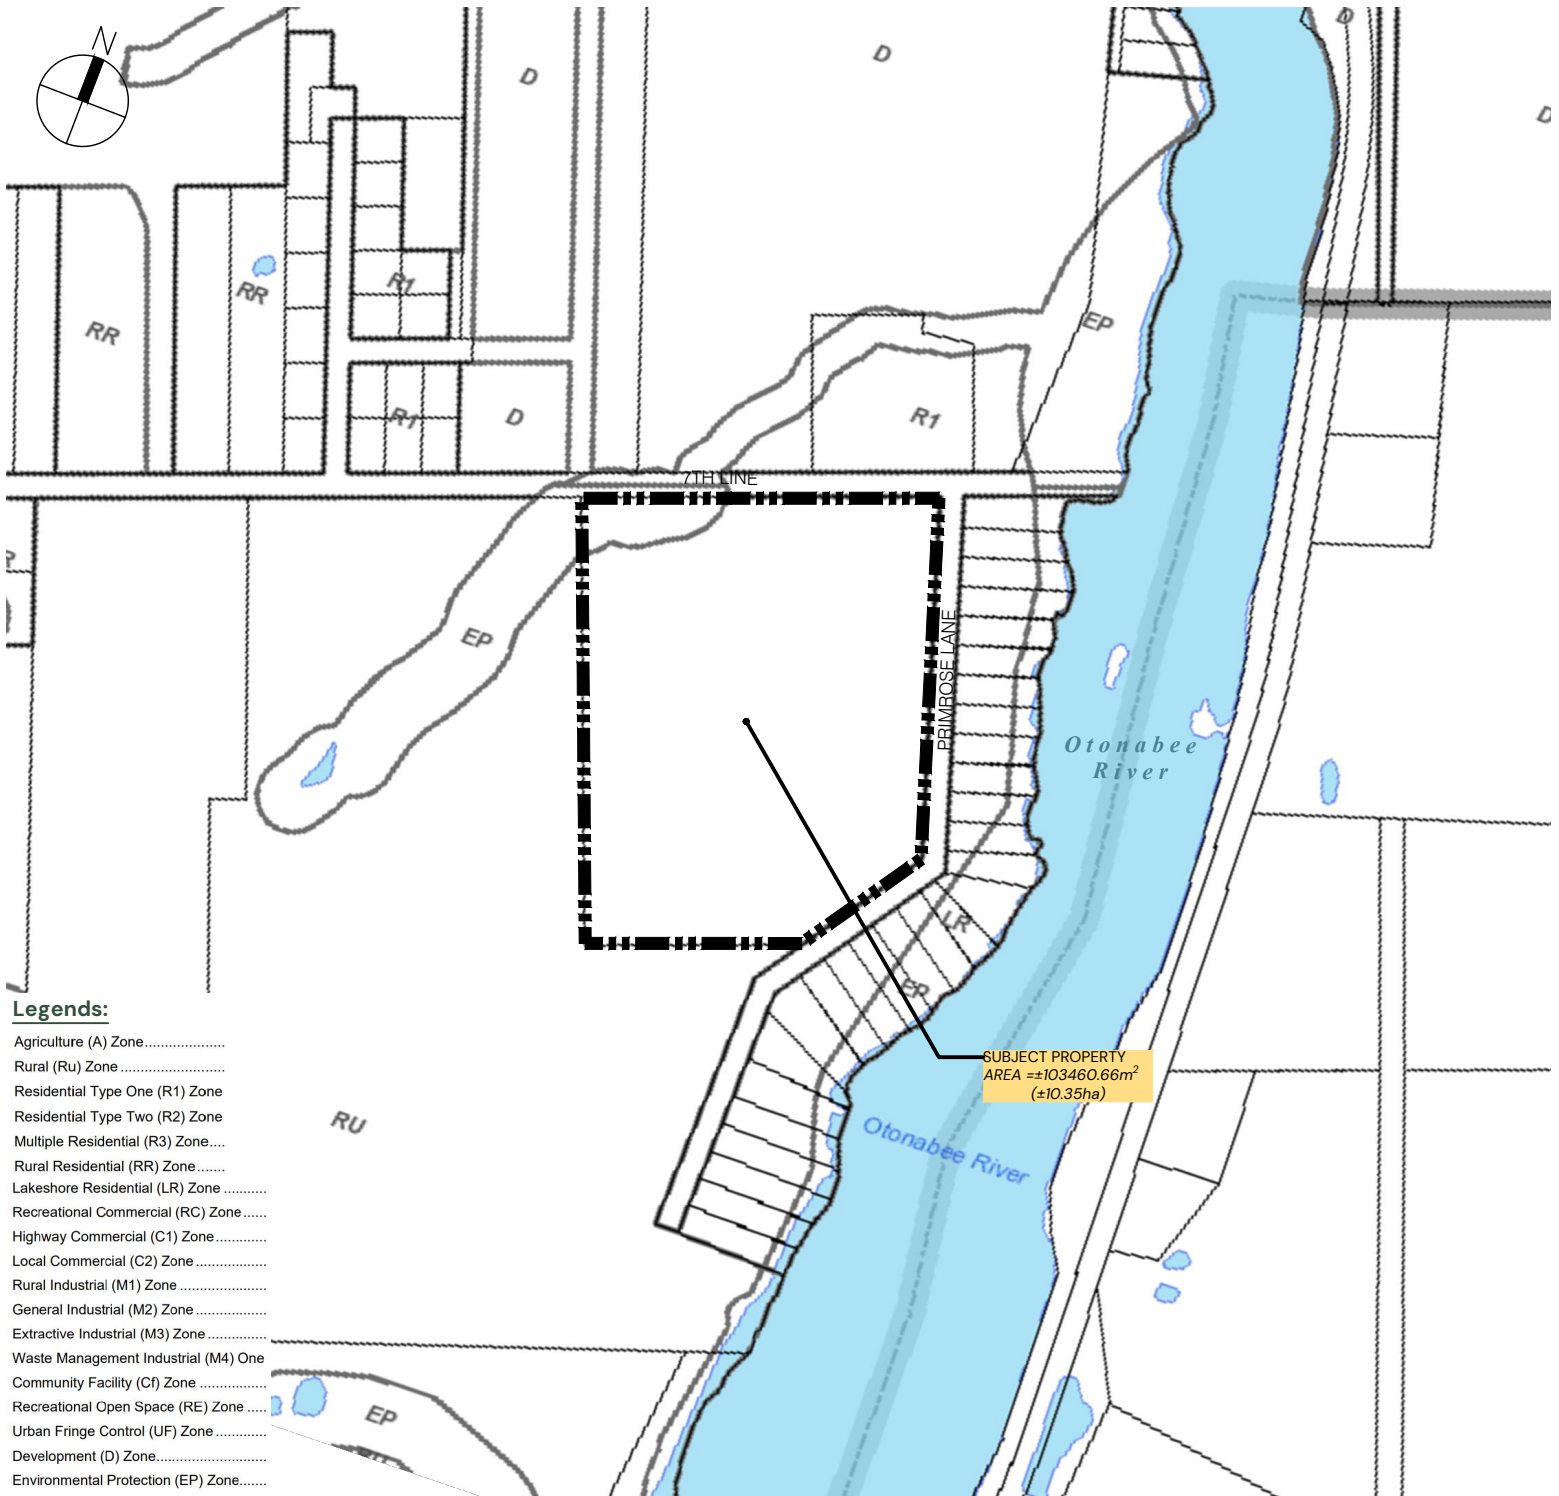 N
D
D
D
D
RR
RR
R1
EP
R1
D
R1
7TH LINE
EP
PRIMROSE LANE
Otonabee
River
LR
EP
SUBJECT PROPERTY
AREA =±103460.66m²
(±10.35ha)
Otonabee River
RU
EP
Legends:
Agriculture (A) Zone....................
Rural (Ru) Zone..........................
Residential Type One (R1) Zone
Residential Type Two (R2) Zone
Multiple Residential (R3) Zone....
Rural Residential (RR) Zone.......
Lakeshore Residential (LR) Zone...........
Recreational Commercial (RC) Zone......
Highway Commercial (C1) Zone.............
Local Commercial (C2) Zone..................
Rural Industrial (M1) Zone......................
General Industrial (M2) Zone..................
Extractive Industrial (M3) Zone...............
Waste Management Industrial (M4) One
Community Facility (Cf) Zone.................
Recreational Open Space (RE) Zone.....
Urban Fringe Control (UF) Zone.............
Development (D) Zone...........................
Environmental Protection (EP) Zone.......